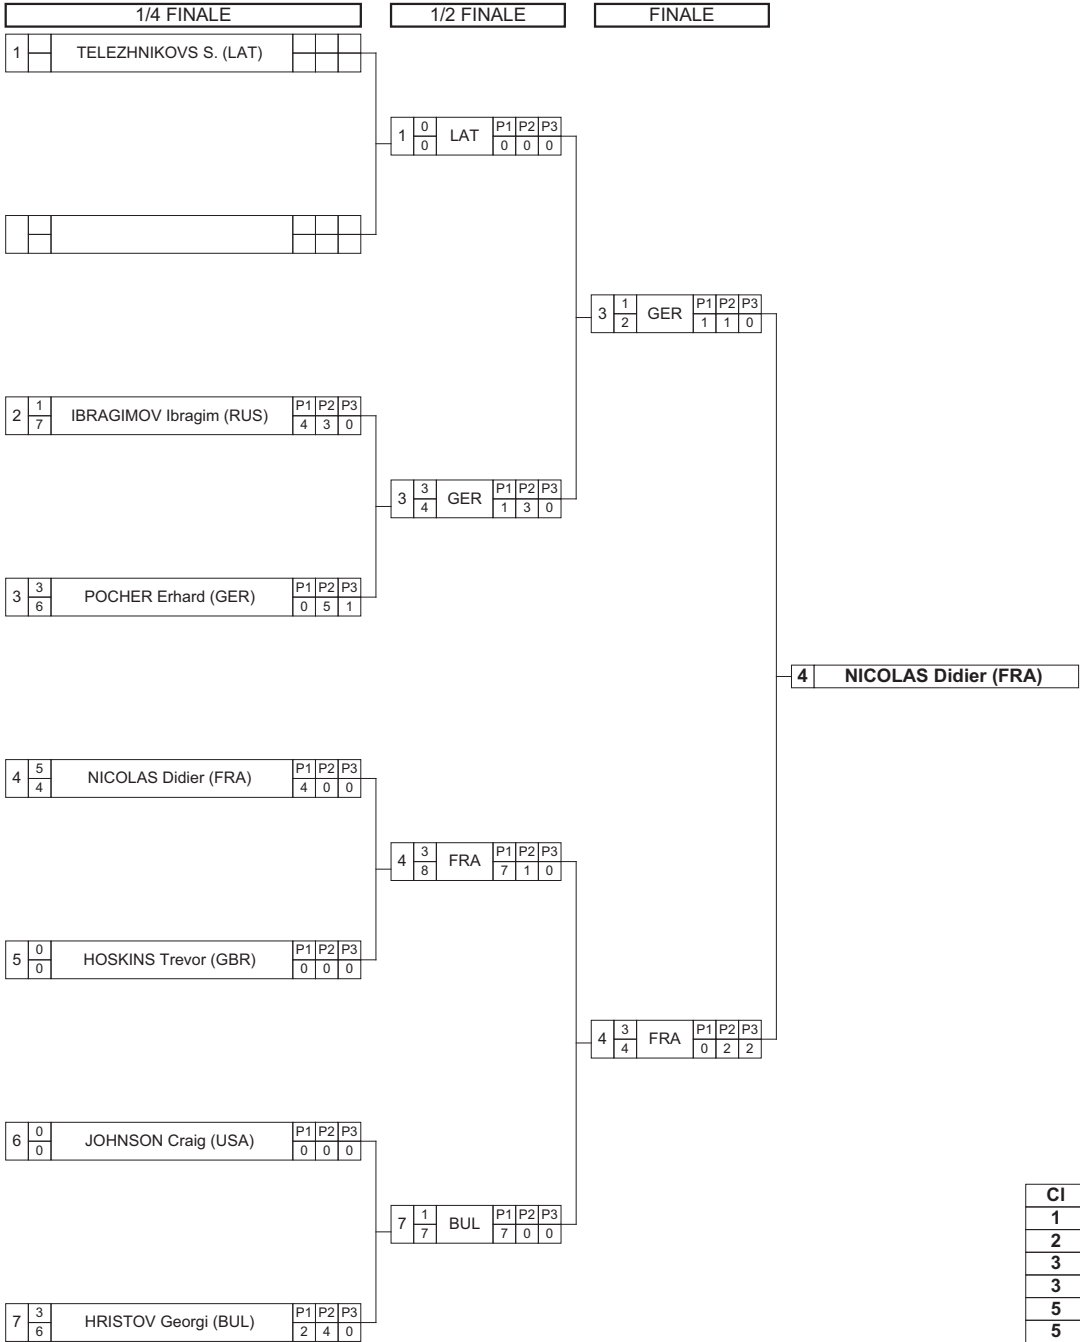 1/4 FINALE 1/2 FINALE FINALE
1 TELEZHNIKOVS S. (LAT)
1 0 LAT P1 P2 P3
0 0 0 0
3 1 GER P1 P2 P3
2 1 1 0
2 1 IBRAGIMOV Ibragim (RUS) P1 P2 P3
7 4 3 0
3 3 GER P1 P2 P3
4 1 3 0
3 3 POCHER Erhard (GER) P1 P2 P3
6 0 5 1
4 NICOLAS Didier (FRA)
4 5 NICOLAS Didier (FRA) P1 P2 P3
4 4 0 0
4 3 FRA P1 P2 P3
8 7 1 0
5 0 HOSKINS Trevor (GBR) P1 P2 P3
0 0 0 0
4 3 FRA P1 P2 P3
4 0 2 2
6 0 JOHNSON Craig (USA) P1 P2 P3
0 0 0 0
Cl
1
7 1 BUL P1 P2 P3
7 7 0 0
2
3
3
5
7 3 HRISTOV Georgi (BUL) P1 P2 P3
6 2 4 0
5